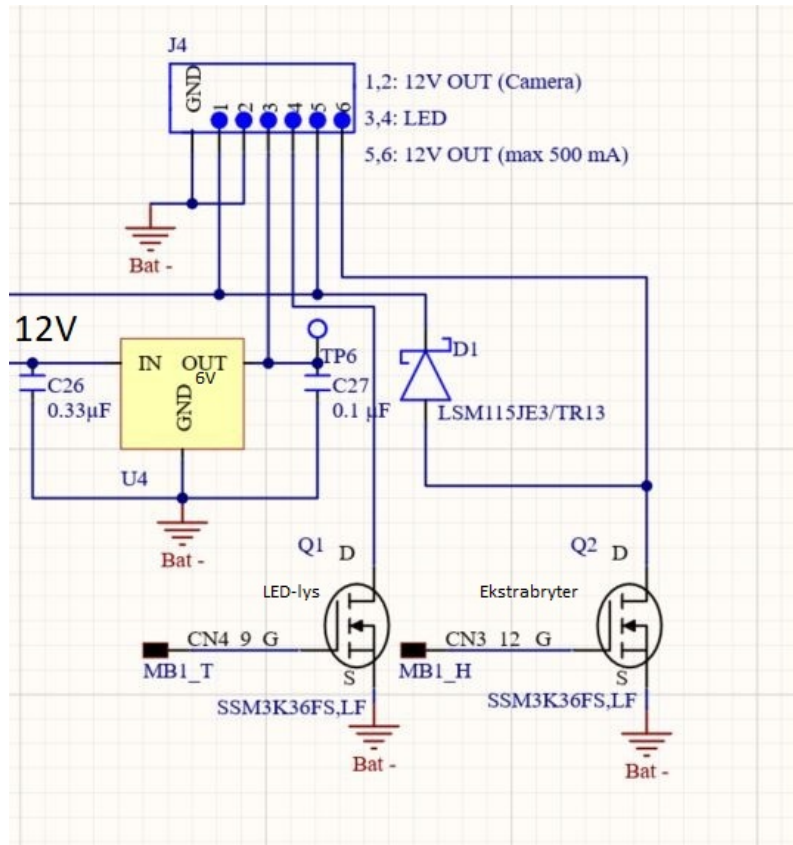 J4
GND
1 2 3 4 5 6
1,2: 12V OUT (Camera)
3,4: LED
5,6: 12V OUT (max 500 mA)
Bat -
12V
TP6
D1
IN OUT
6V
GND
C26
0.33µF
C27
0.1 µF
LSM115JE3/TR13
U4
Bat -
Q1 D
Q2 D
LED-lys
Ekstrabryter
CN4 9 G
CN3 12 G
MB1_T
MB1_H
S
S
SSM3K36FS,LF
SSM3K36FS,LF
Bat -
Bat -